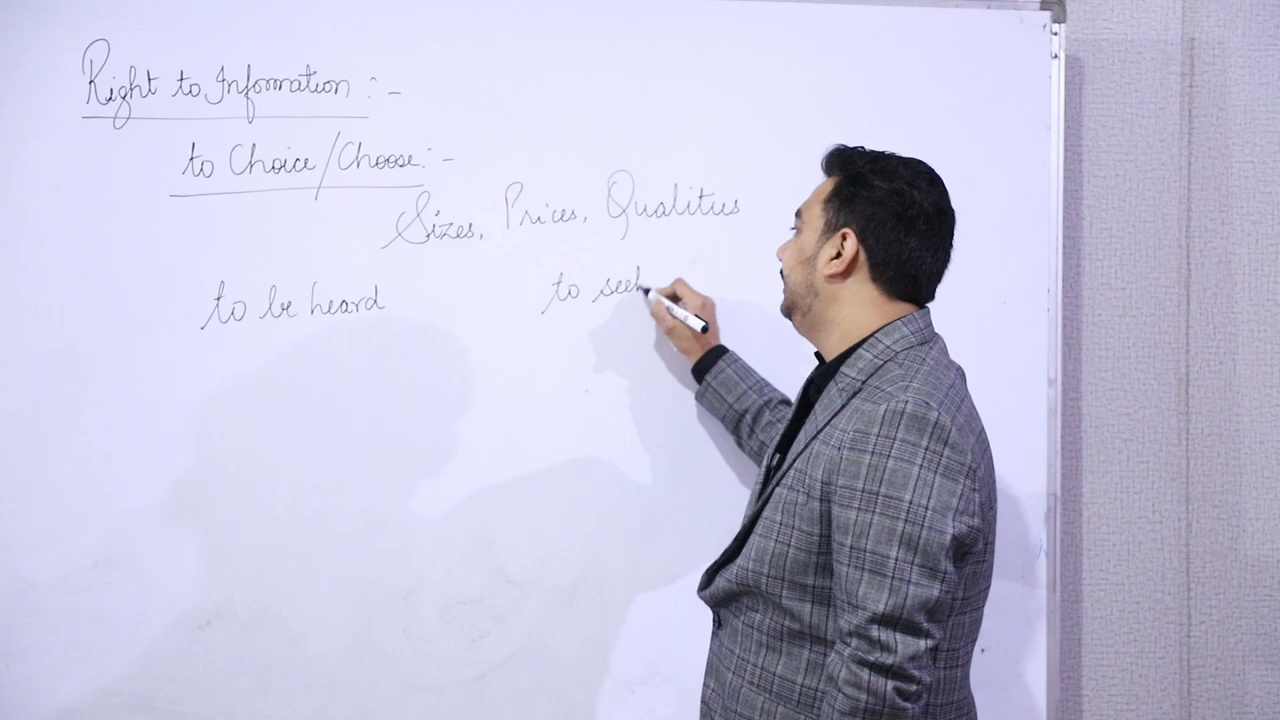 Right to Information :-
to Choice/Choose:-
Sizes, Prices, Qualities
to be heard to seek